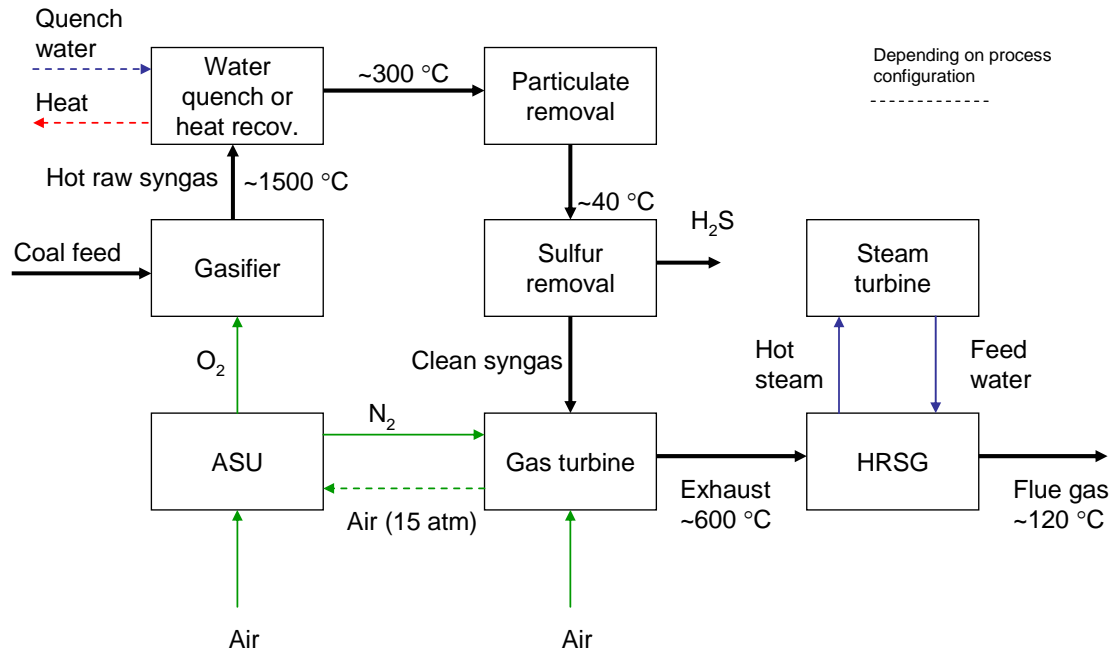 Quench
water
Heat
Water
quench or
heat recov.
~300 °C
Particulate
removal
Depending on process
configuration
Hot raw syngas
~1500 °C
~40 °C
H₂S
Coal feed
Gasifier
Sulfur
removal
Steam
turbine
O₂
Clean syngas
Hot
steam
Feed
water
N₂
ASU
Gas turbine
HRSG
Air (15 atm)
Exhaust
~600 °C
Flue gas
~120 °C
Air
Air